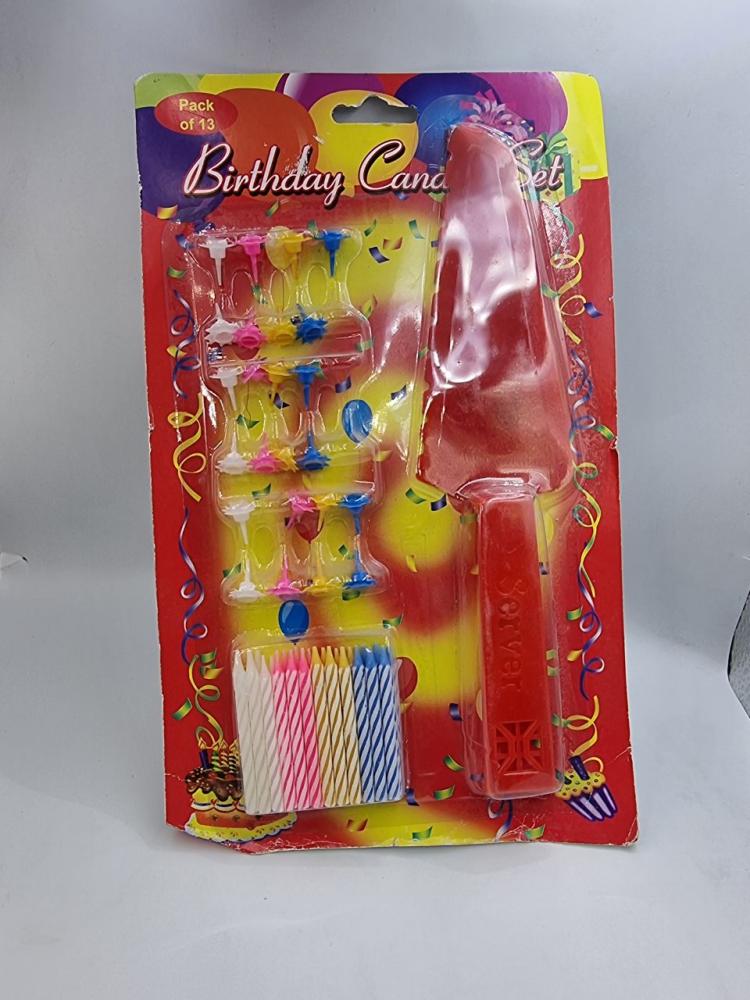 Pack
of 13
Birthday Cand Set
Server